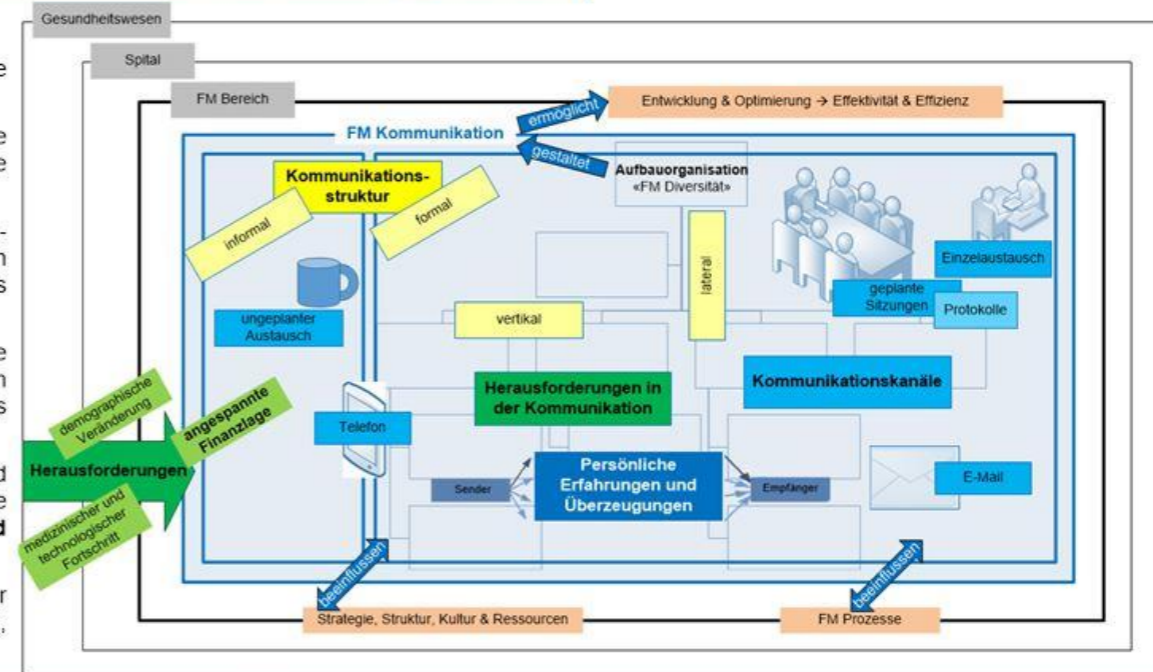 Gesundheitswesen
Spital
FM Bereich
Entwicklung & Optimierung → Effektivität & Effizienz
ermöglicht
FM Kommunikation
gestaltet
Aufbauorganisation
«FM Diversität»
Kommunikations-
struktur
informal
formal
lateral
Einzelaustausch
geplante
Sitzungen
Protokolle
ungeplanter
Austausch
vertikal
Herausforderungen in
der Kommunikation
Kommunikationskanäle
demographische
Veränderung
angespannte
Finanzlage
Telefon
Herausforderungen
Persönliche
Erfahrungen und
Überzeugungen
Sender
Empfänger
E-Mail
medizinischer und
technologischer
Fortschritt
beeinflussen
beeinflussen
Strategie, Struktur, Kultur & Ressourcen
FM Prozesse